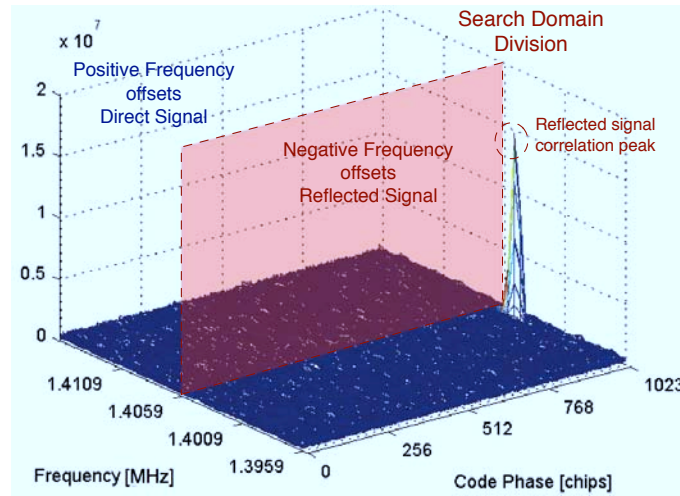 Search Domain
Division
x 10^7
Positive Frequency
offsets
Direct Signal
2
1.5
1
0.5
0
Reflected signal
correlation peak
Negative Frequency
offsets
Reflected Signal
1.4109
1.4059
1.4009
1.3959
0
256
512
768
1023
Frequency [MHz]
Code Phase [chips]